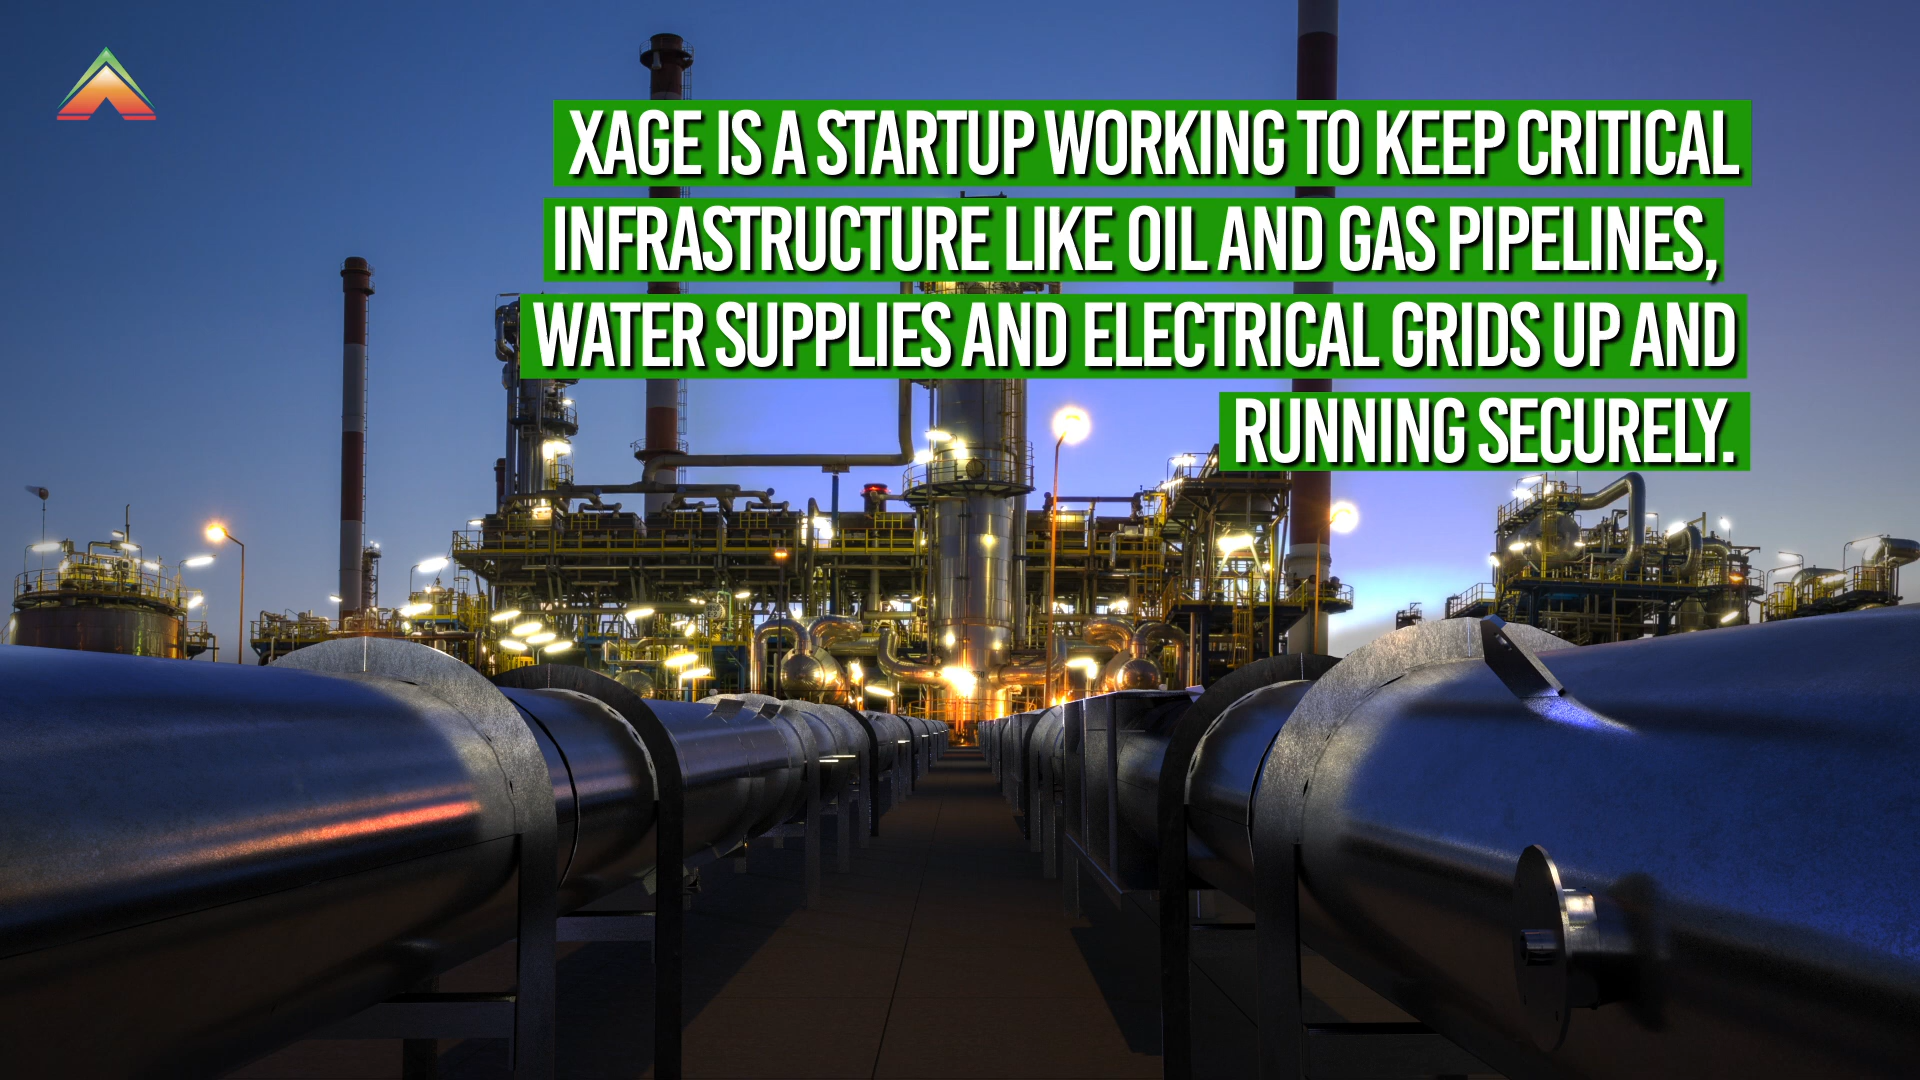 XAGE IS A STARTUP WORKING TO KEEP CRITICAL
INFRASTRUCTURE LIKE OIL AND GAS PIPELINES,
WATER SUPPLIES AND ELECTRICAL GRIDS UP AND
RUNNING SECURELY.